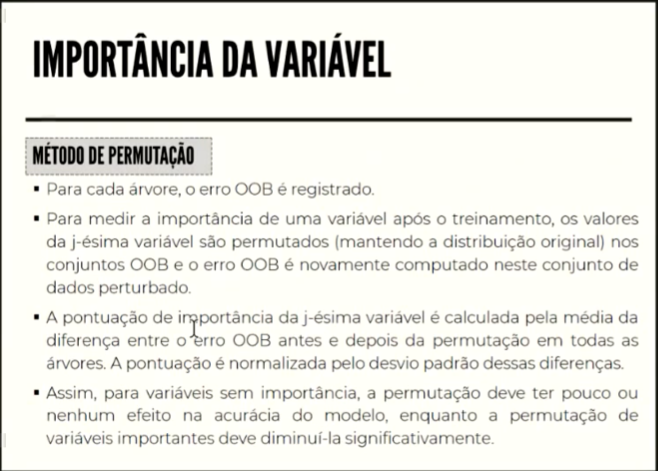 IMPORTÂNCIA DA VARIÁVEL
MÉTODO DE PERMUTAÇÃO
▪ Para cada árvore, o erro OOB é registrado.
▪ Para medir a importância de uma variável após o treinamento, os valores
da j-ésima variável são permutados (mantendo a distribuição original) nos
conjuntos OOB e o erro OOB é novamente computado neste conjunto de
dados perturbado.
▪ A pontuação de importância da j-ésima variável é calculada pela média da
diferença entre o erro OOB antes e depois da permutação em todas as
árvores. A pontuação é normalizada pelo desvio padrão dessas diferenças.
▪ Assim, para variáveis sem importância, a permutação deve ter pouco ou
nenhum efeito na acurácia do modelo, enquanto a permutação de
variáveis importantes deve diminuí-la significativamente.